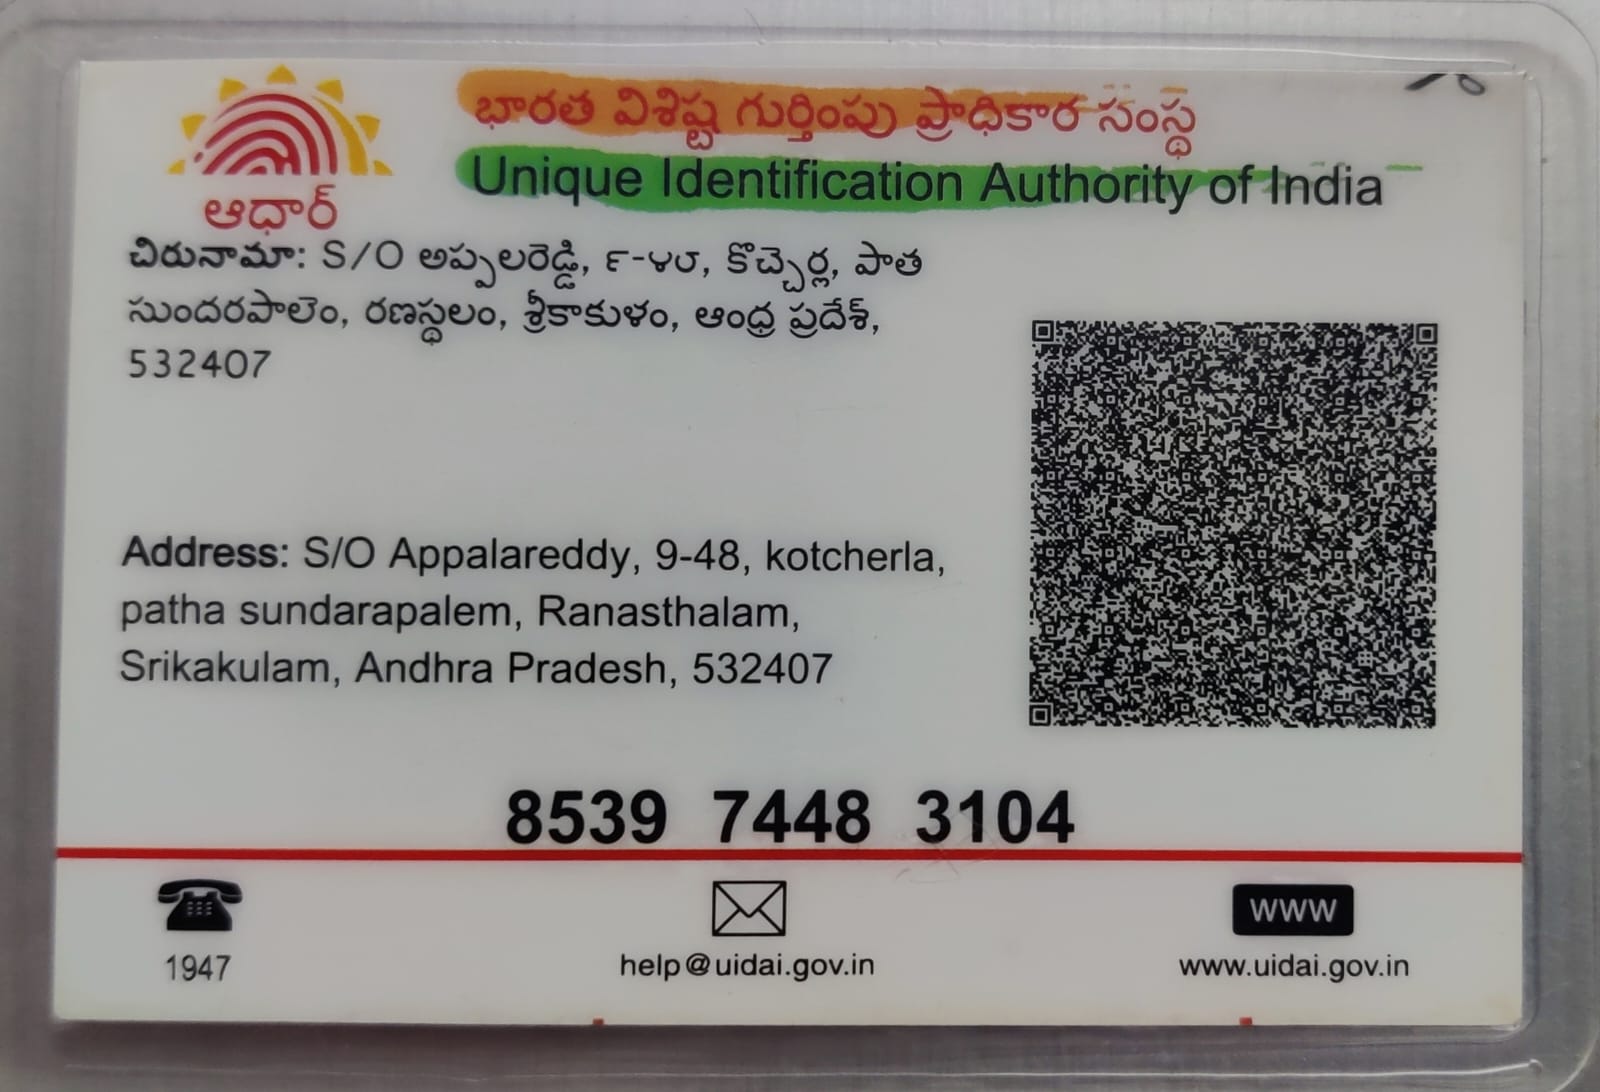 భారత విశిష్ట గుర్తింపు ప్రాధికార సంస్థ
Unique Identification Authority of India
ఆధార్
చిరునామా: S/O అప్పలరెడ్డి, ౯-౪౮, కొచ్చెర్ల, పాత
సుందరపాలెం, రణస్థలం, శ్రీకాకుళం, ఆంధ్ర ప్రదేశ్,
532407
Address: S/O Appalareddy, 9-48, kotcherla,
patha sundarapalem, Ranasthalam,
Srikakulam, Andhra Pradesh, 532407
8539 7448 3104
WWW
1947
help@uidai.gov.in
www.uidai.gov.in